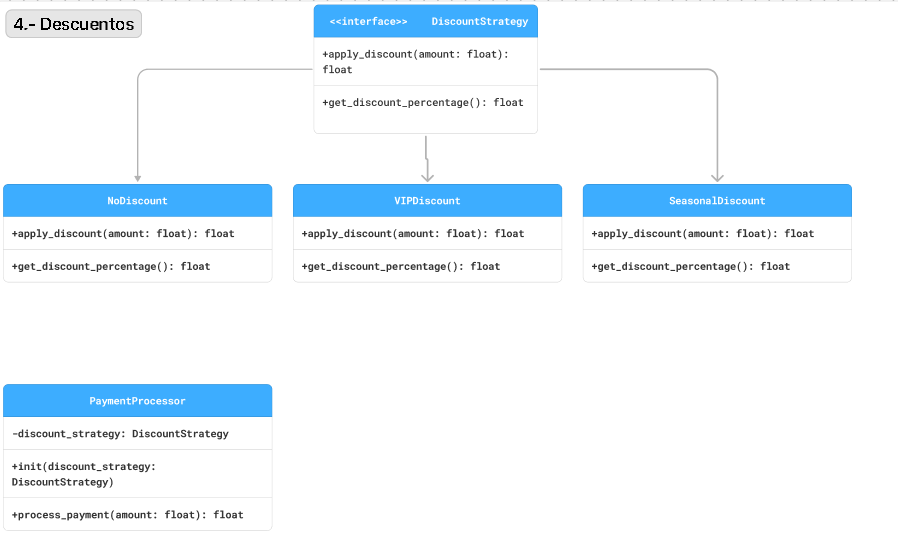 4.- Descuentos
<<interface>> DiscountStrategy
+apply_discount(amount: float):
float
+get_discount_percentage(): float
NoDiscount
+apply_discount(amount: float): float
+get_discount_percentage(): float
VIPDiscount
+apply_discount(amount: float): float
+get_discount_percentage(): float
SeasonalDiscount
+apply_discount(amount: float): float
+get_discount_percentage(): float
PaymentProcessor
-discount_strategy: DiscountStrategy
+init(discount_strategy:
DiscountStrategy)
+process_payment(amount: float): float